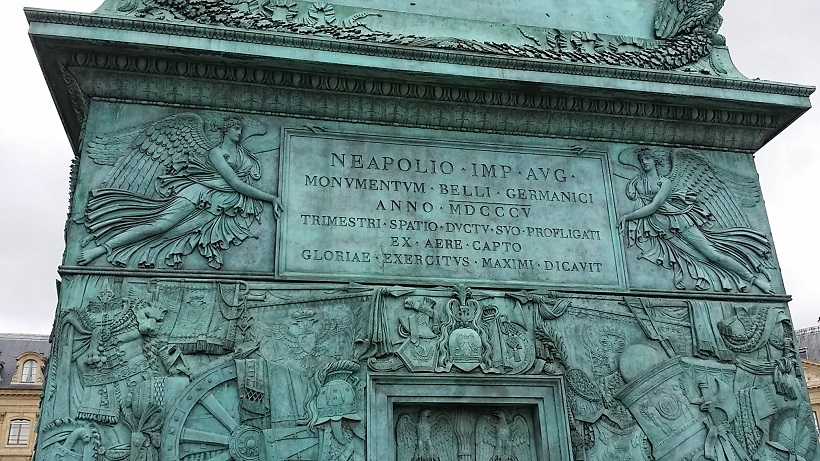 NEAPOLIO · IMP · AVG ·
MONVMENTVM · BELLI · GERMANICI
ANNO · MDCCCV
TRIMESTRI · SPATIO · DVCTV · SVO · PROFLIGATI
EX · AERE · CAPTO
GLORIAE · EXERCITVS · MAXIMI · DICAVIT